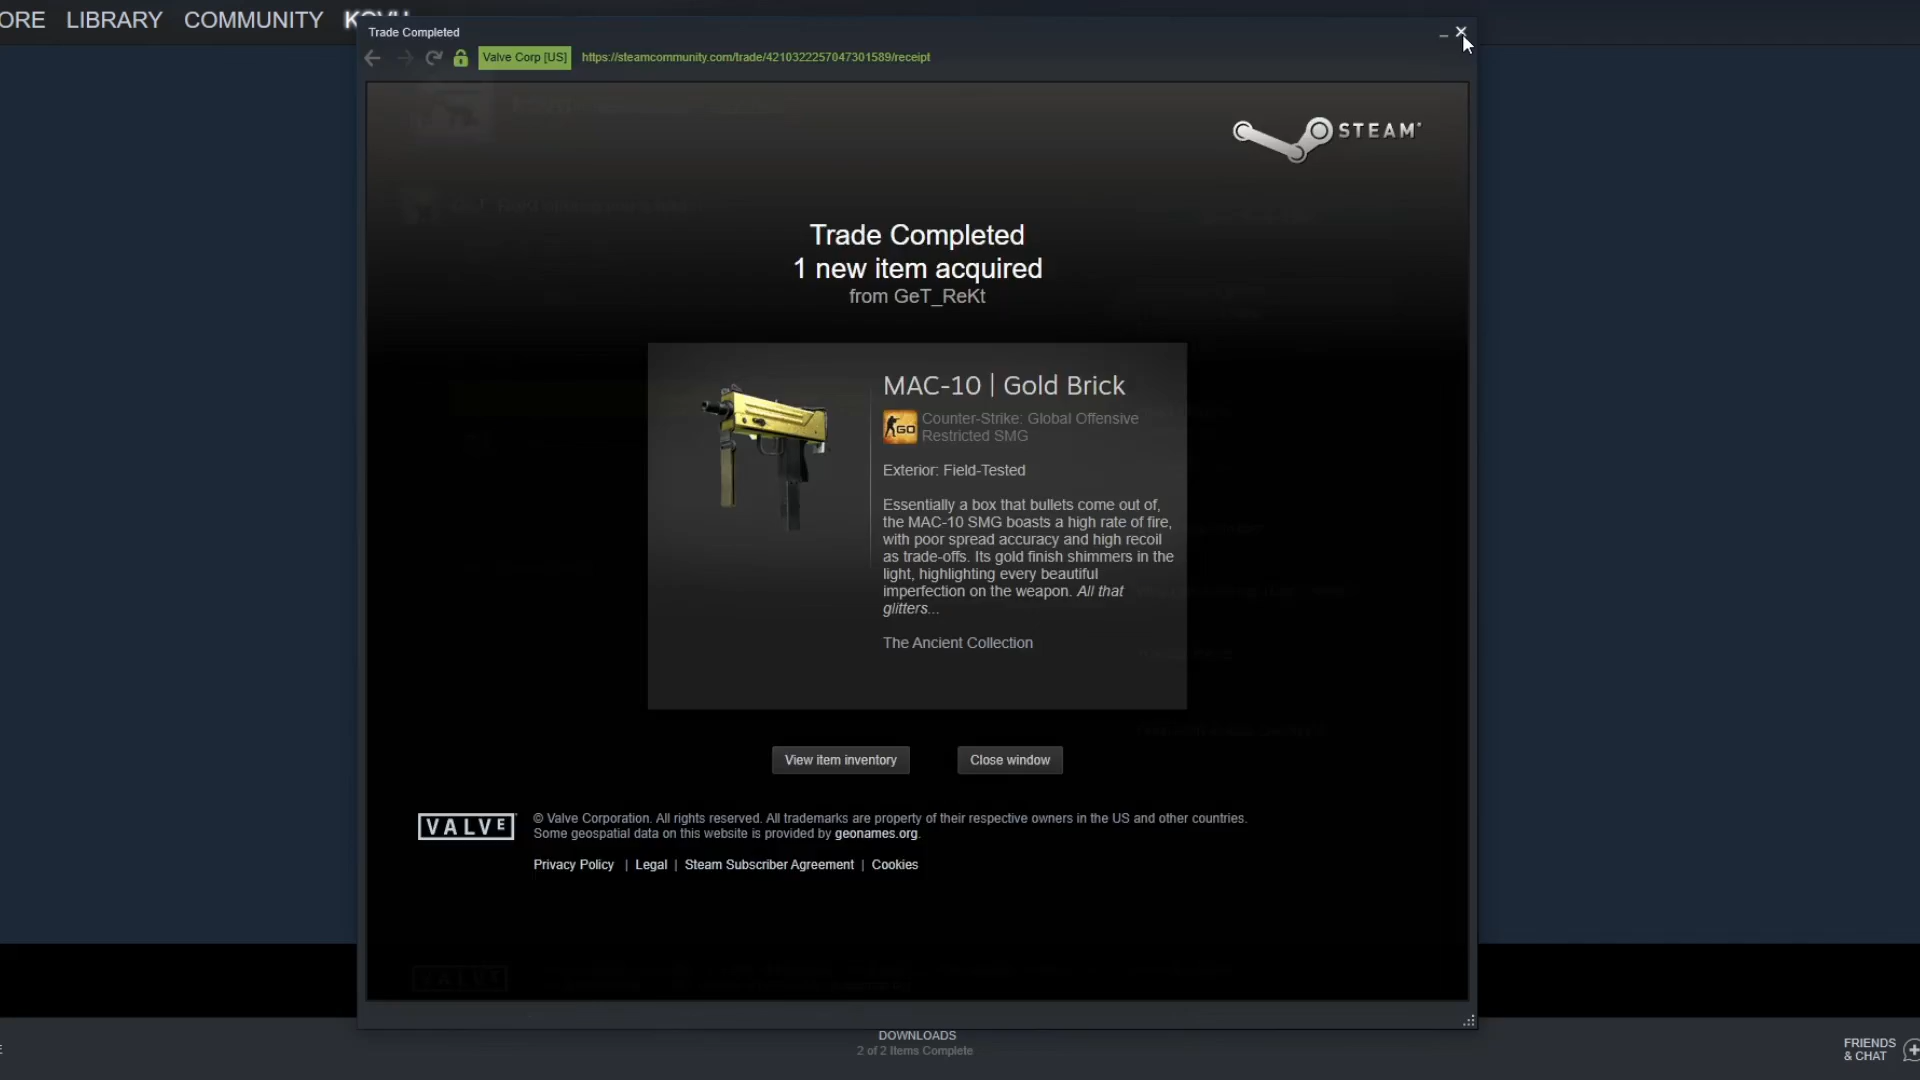 ORE LIBRARY COMMUNITY
Trade Completed
Valve Corp [US] https://steamcommunity.com/trade/4210322257047301589/receipt
STEAM
Trade Completed
1 new item acquired
from GeT_ReKt
MAC-10 | Gold Brick
GO
Counter-Strike: Global Offensive
Restricted SMG
Exterior: Field-Tested
Essentially a box that bullets come out of,
the MAC-10 SMG boasts a high rate of fire,
with poor spread accuracy and high recoil
as trade-offs. Its gold finish shimmers in the
light, highlighting every beautiful
imperfection on the weapon. All that
glitters...
The Ancient Collection
View item inventory
Close window
VALVE
© Valve Corporation. All rights reserved. All trademarks are property of their respective owners in the US and other countries.
Some geospatial data on this website is provided by geonames.org.
Privacy Policy | Legal | Steam Subscriber Agreement | Cookies
VALVE
DOWNLOADS
2 of 2 Items Complete
FRIENDS
& CHAT